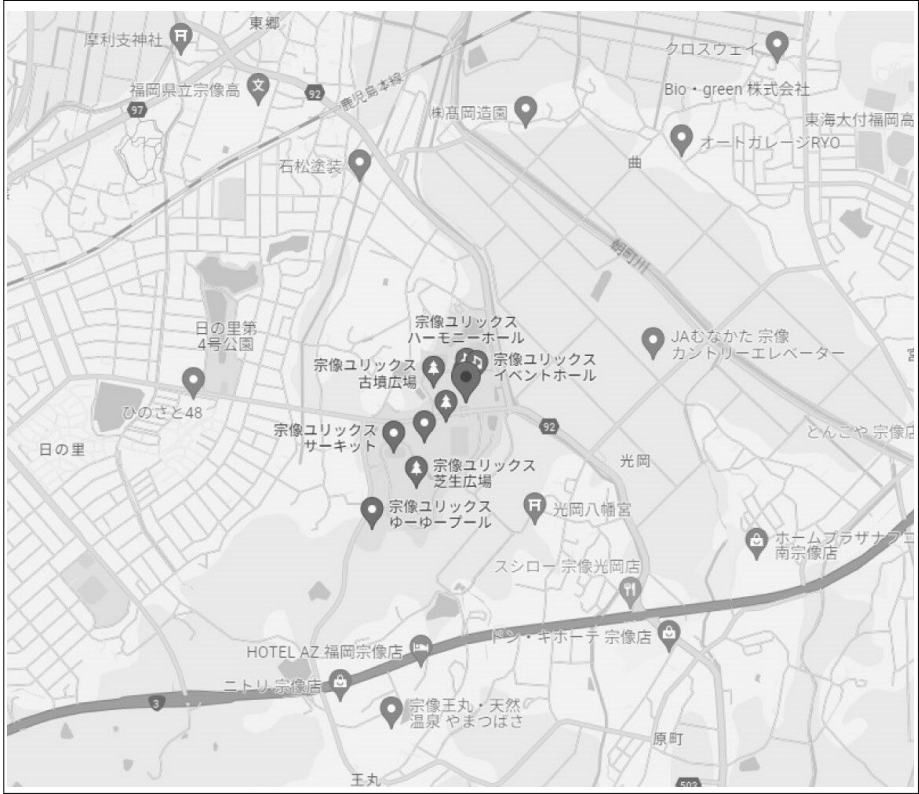 東郷
摩利支神社
クロスウェイ
福岡県立宗像高
92
鹿児島本線
Bio・green 株式会社
97
㈱髙岡造園
東海大付福岡高
オートガレージRYO
石松塗装
曲
朝町川
宗像ユリックス
ハーモニーホール
日の里第
4号公園
JAむなかた 宗像
カントリーエレベーター
宗像ユリックス
古墳広場
宗像ユリックス
イベントホール
ひのさと48
宗像ユリックス
サーキット
92
とんこや 宗像店
日の里
光岡
宗像ユリックス
芝生広場
宗像ユリックス
ゆーゆープール
光岡八幡宮
ホームプラザナフコ
南宗像店
スシロー 宗像光岡店
ドン・キホーテ 宗像店
HOTEL AZ 福岡宗像店
ニトリ 宗像店
3
宗像王丸・天然
温泉 やまつばさ
原町
王丸
503